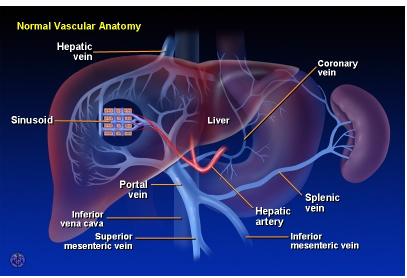 Normal Vascular Anatomy
Hepatic
vein
Coronary
vein
Sinusoid
Liver
Portal
vein
Splenic
vein
Hepatic
artery
Inferior
vena cava
Superior
mesenteric vein
Inferior
mesenteric vein